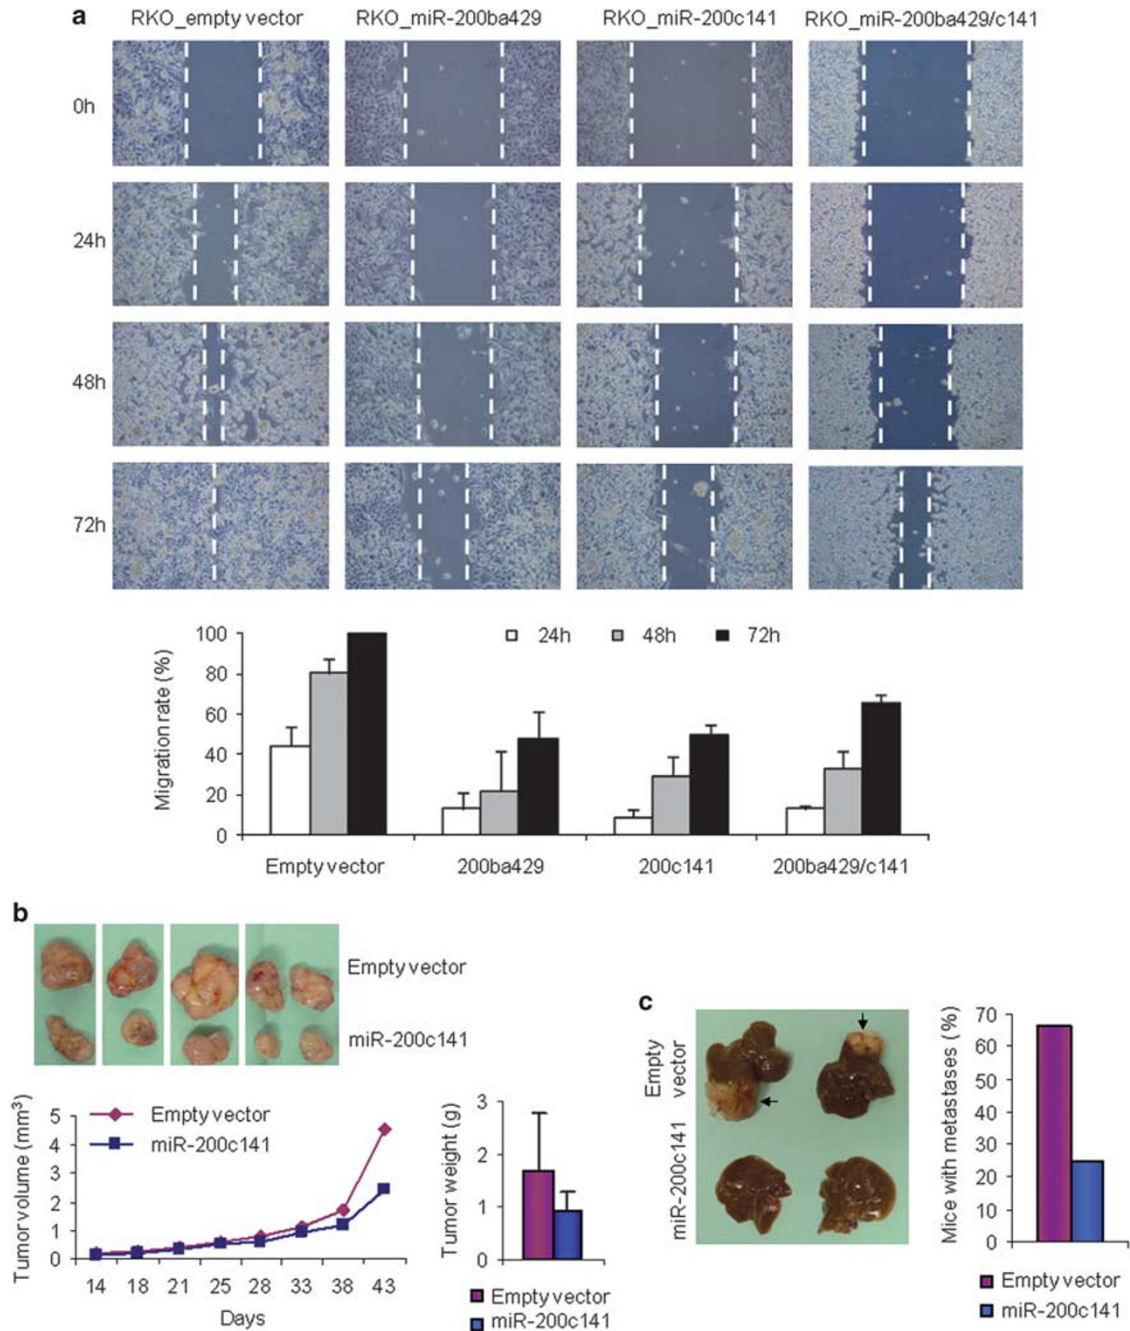 a
RKO_empty vector
RKO_miR-200ba429
RKO_miR-200c141
RKO_miR-200ba429/c141
0h
24h
48h
72h
24h
48h
72h
Migration rate (%)
100
80
60
40
20
0
Empty vector
200ba429
200c141
200ba429/c141
b
Empty vector
miR-200c141
Tumor volume (mm³)
5
4
3
2
1
0
Empty vector
miR-200c141
14 18 21 25 28 33 38 43
Days
Tumor weight (g)
3
2
1
0
Empty vector
miR-200c141
c
Empty vector
miR-200c141
Mice with metastases (%)
70
60
50
40
30
20
10
0
Empty vector
miR-200c141